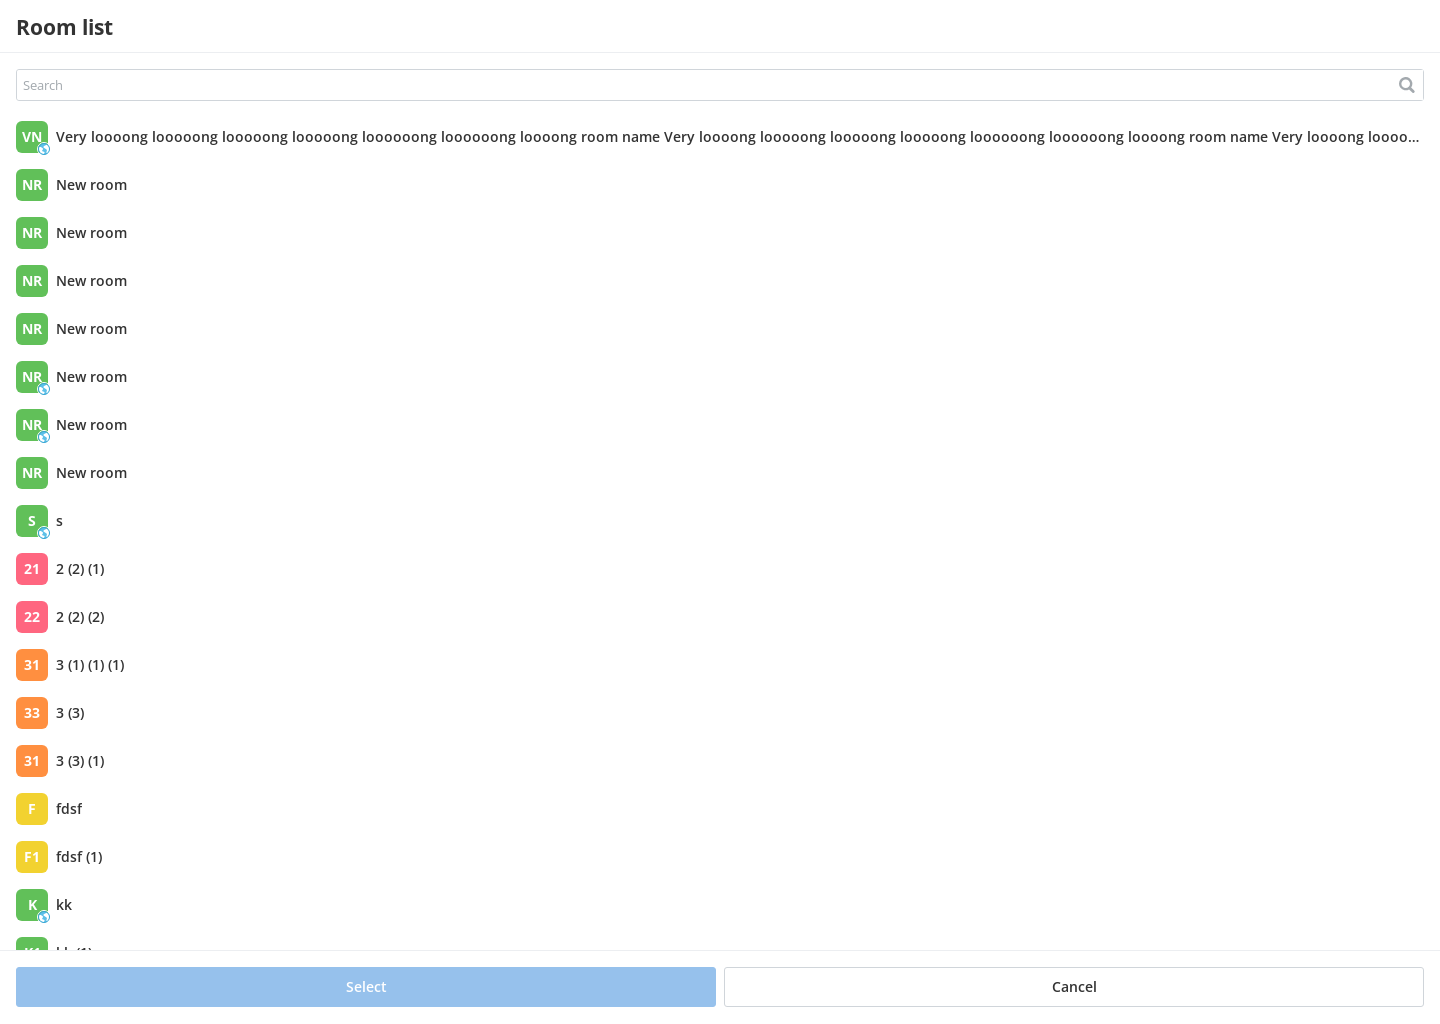 Room list
Search
VN Very loooong looooong looooong looooong loooooong loooooong loooong room name Very loooong looooong looooong looooong loooooong loooooong loooong room name Very loooong loooo...
NR New room
NR New room
NR New room
NR New room
NR New room
NR New room
NR New room
S s
21 2 (2) (1)
22 2 (2) (2)
31 3 (1) (1) (1)
33 3 (3)
31 3 (3) (1)
F fdsf
F1 fdsf (1)
K kk
Select Cancel